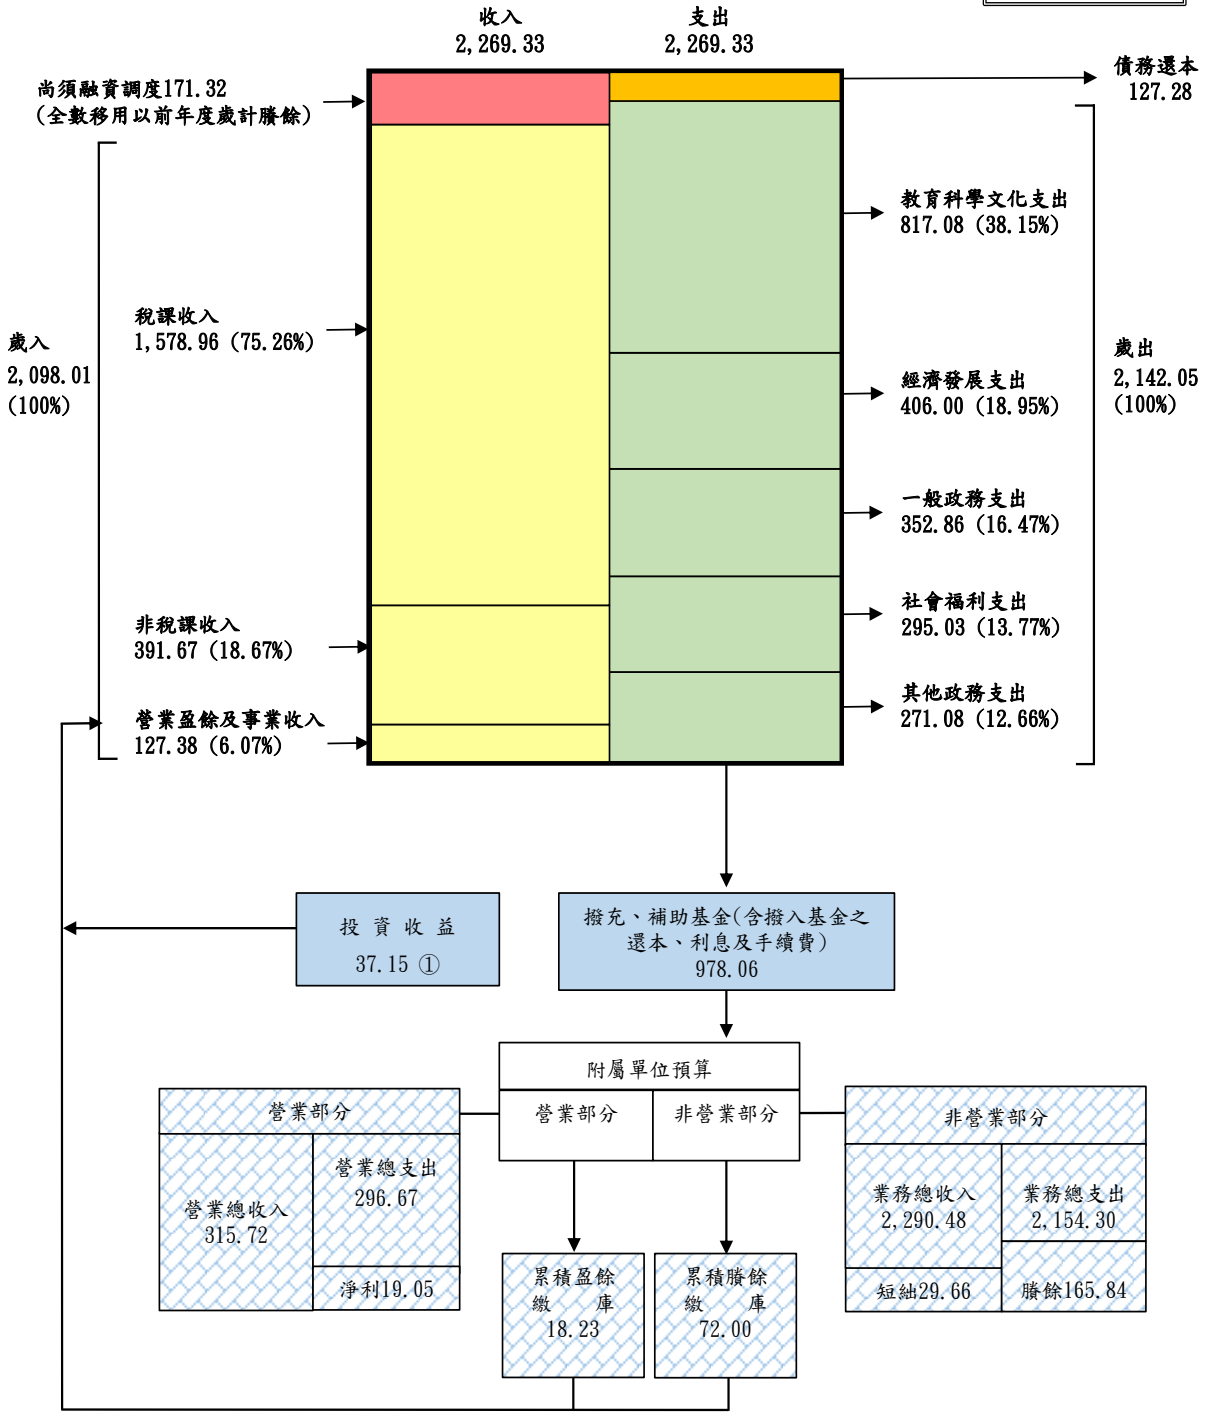 收入
2,269.33
支出
2,269.33
尚須融資調度171.32
(全數移用以前年度歲計賸餘)
債務還本
127.28
歲入
2,098.01
(100%)
稅課收入
1,578.96 (75.26%)
非稅課收入
391.67 (18.67%)
營業盈餘及事業收入
127.38 (6.07%)
教育科學文化支出
817.08 (38.15%)
經濟發展支出
406.00 (18.95%)
一般政務支出
352.86 (16.47%)
社會福利支出
295.03 (13.77%)
其他政務支出
271.08 (12.66%)
歲出
2,142.05
(100%)
投資收益
37.15 ①
撥充、補助基金(含撥入基金之
還本、利息及手續費)
978.06
附屬單位預算
營業部分
非營業部分
營業部分
營業總收入
315.72
營業總支出
296.67
淨利19.05
非營業部分
業務總收入
2,290.48
短絀29.66
業務總支出
2,154.30
賸餘165.84
累積盈餘
繳 庫
18.23
累積賸餘
繳 庫
72.00